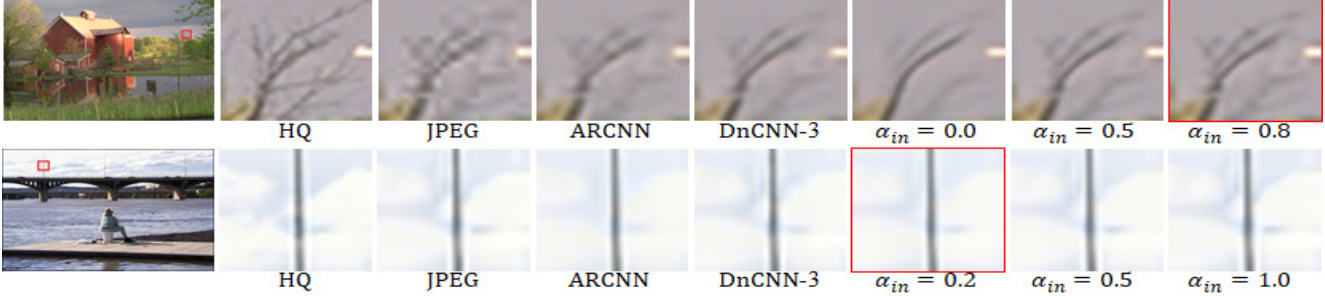 HQ JPEG ARCNN DnCNN-3 α_in = 0.0 α_in = 0.5 α_in = 0.8
HQ JPEG ARCNN DnCNN-3 α_in = 0.2 α_in = 0.5 α_in = 1.0